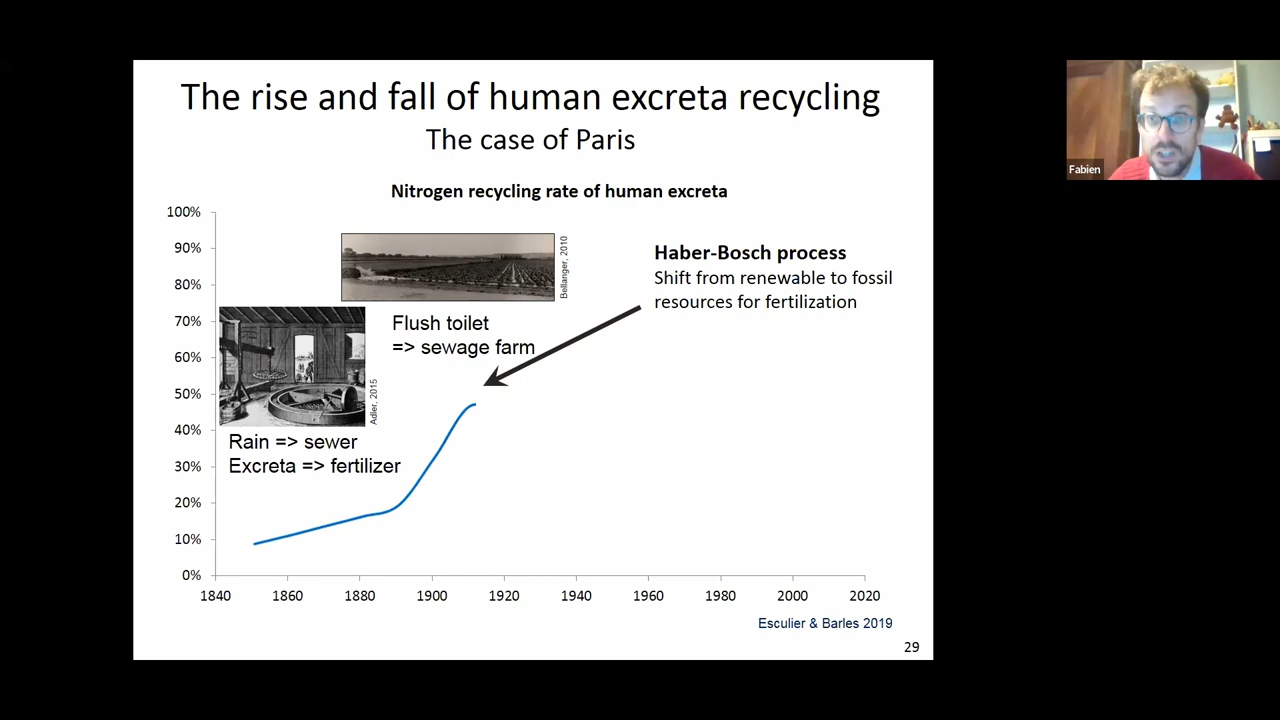 The rise and fall of human excreta recycling
The case of Paris
Nitrogen recycling rate of human excreta
100%
90%
80%
70%
60%
50%
40%
30%
20%
10%
0%
Bellanger, 2010
Haber-Bosch process
Shift from renewable to fossil
resources for fertilization
Flush toilet
=> sewage farm
Adler, 2015
Rain => sewer
Excreta => fertilizer
1840 1860 1880 1900 1920 1940 1960 1980 2000 2020
Esculier & Barles 2019
29
Fabien